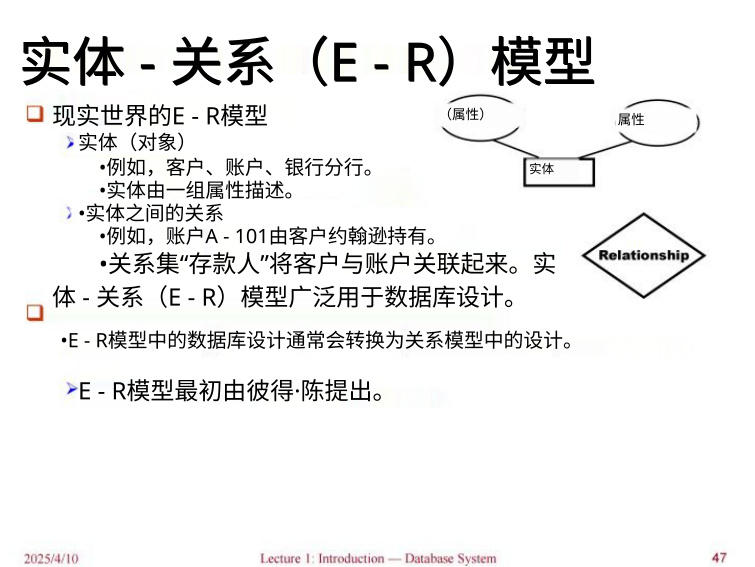 实体 - 关系（E - R）模型
现实世界的E - R模型
（属性）
属性
实体（对象）
•例如，客户、账户、银行分行。
实体
•实体由一组属性描述。
•实体之间的关系
•例如，账户A - 101由客户约翰逊持有。
Relationship
•关系集“存款人”将客户与账户关联起来。实
体 - 关系（E - R）模型广泛用于数据库设计。
•E - R模型中的数据库设计通常会转换为关系模型中的设计。
E - R模型最初由彼得·陈提出。
2025/4/10
Lecture 1: Introduction — Database System
47